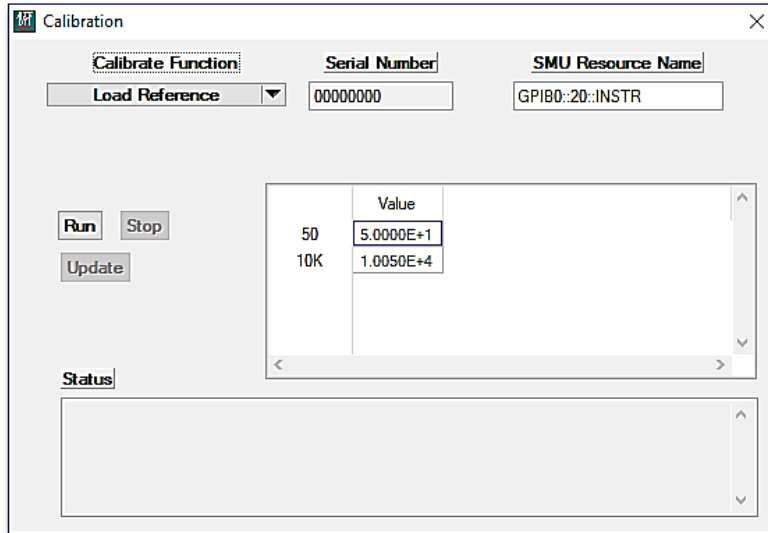 Calibration
Calibrate Function Serial Number SMU Resource Name
Load Reference 00000000 GPIB0::20::INSTR
Value
Run Stop 50 5.0000E+1
Update 10K 1.0050E+4
Status